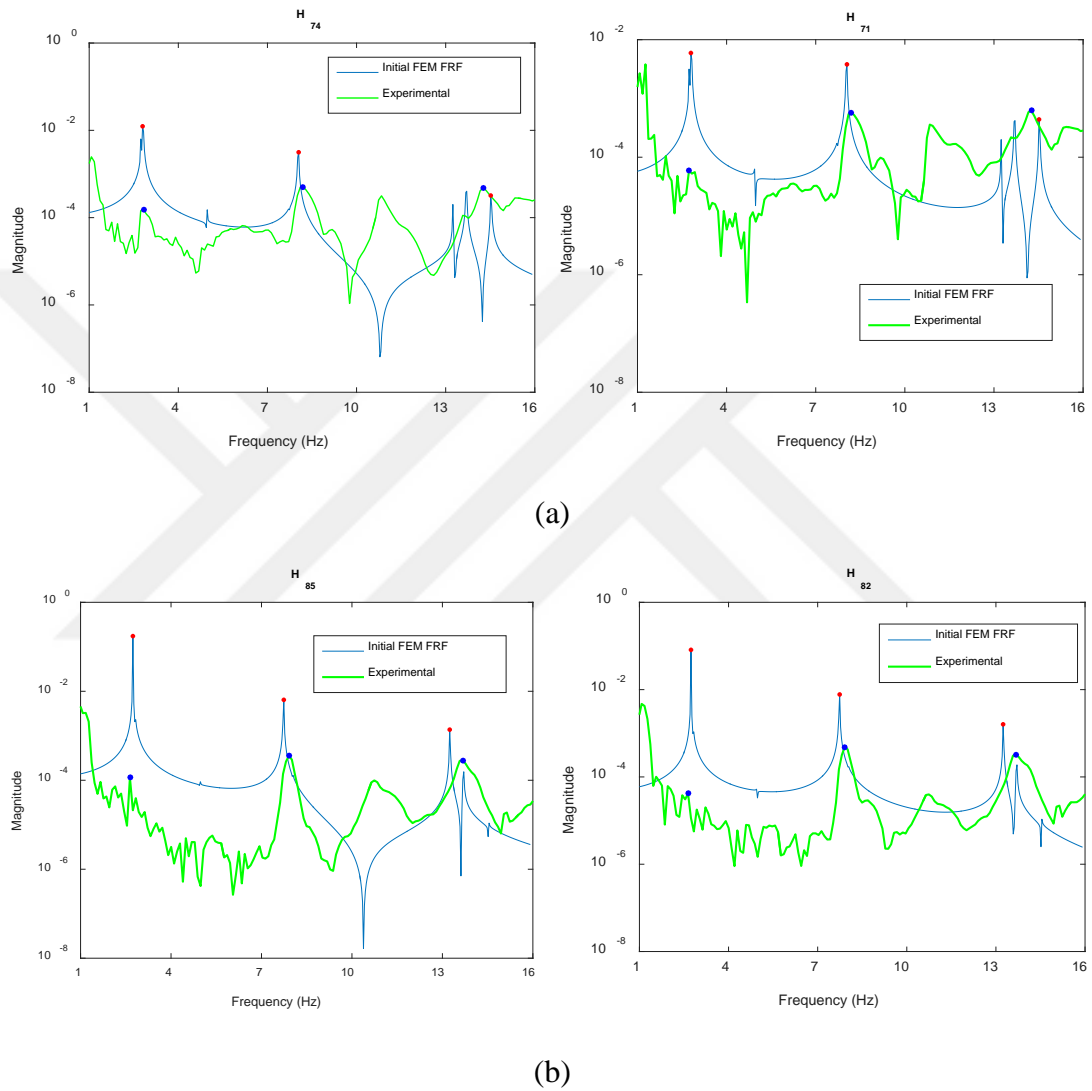 H 74
10 0
10 -2
10 -4
10 -6
10 -8
Magnitude
Initial FEM FRF
Experimental
1 4 7 10 13 16
Frequency (Hz)
H 71
10 -2
10 -4
10 -6
10 -8
Magnitude
Initial FEM FRF
Experimental
1 4 7 10 13 16
Frequency (Hz)
(a)
H 85
10 0
10 -2
10 -4
10 -6
10 -8
Magnitude
Initial FEM FRF
Experimental
1 4 7 10 13 16
Frequency (Hz)
H 82
10 0
10 -2
10 -4
10 -6
10 -8
Magnitude
Initial FEM FRF
Experimental
1 4 7 10 13 16
Frequency (Hz)
(b)